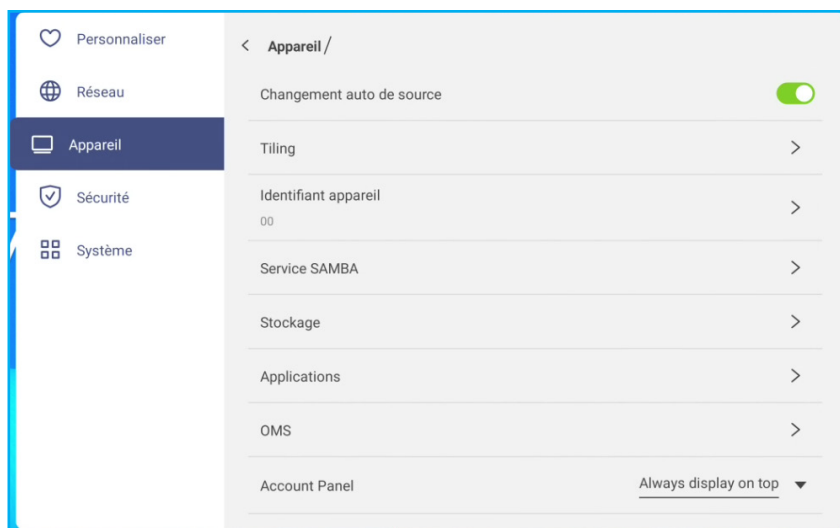 Personnaliser
Réseau
Appareil
Sécurité
Système
Appareil/
Changement auto de source
Tiling
Identifiant appareil
00
Service SAMBA
Stockage
Applications
OMS
Account Panel Always display on top